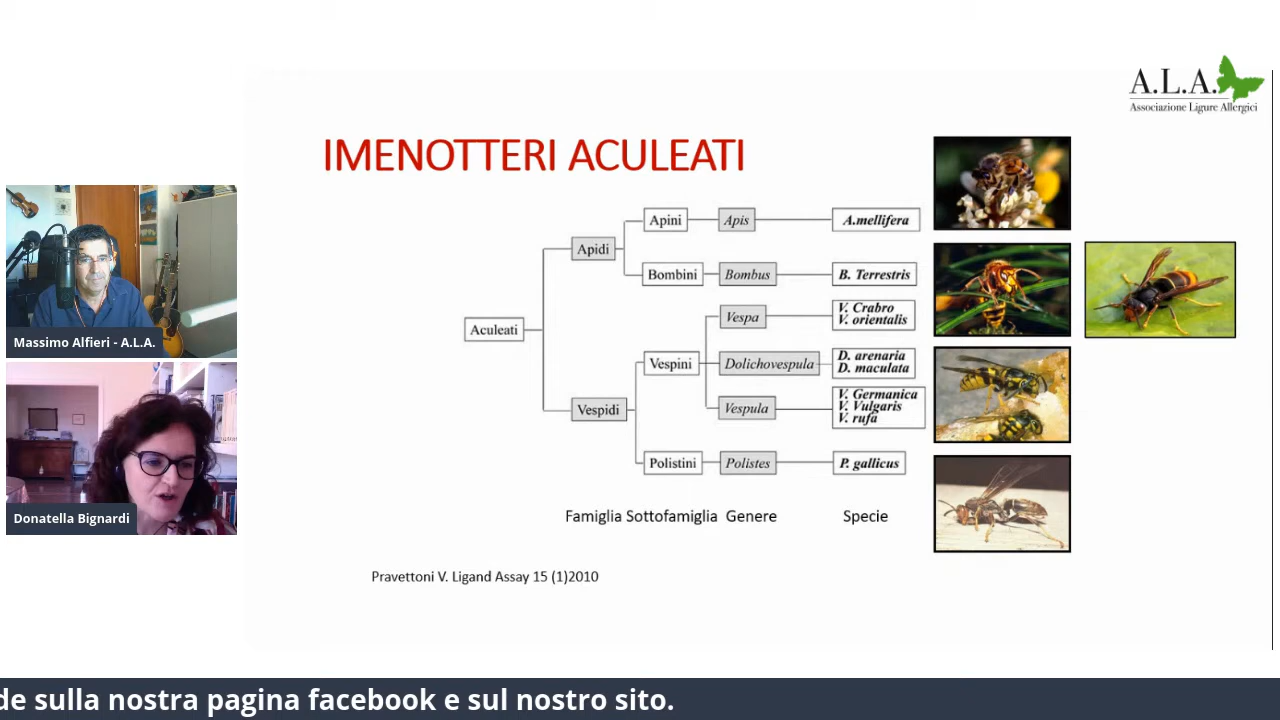 A.L.A.
Associazione Ligure Allergici
IMENOTTERI ACULEATI
Aculeati
Apidi
Vespidi
Apini
Bombini
Vespini
Polistini
Apis
Bombus
Vespa
Dolichovespula
Vespula
Polistes
A.mellifera
B. Terrestris
V. Crabro
V. orientalis
D. arenaria
D. maculata
V. Germanica
V. Vulgaris
V. rufa
P. gallicus
Famiglia Sottofamiglia Genere Specie
Pravettoni V. Ligand Assay 15 (1)2010
Massimo Alfieri - A.L.A.
Donatella Bignardi
de sulla nostra pagina facebook e sul nostro sito.